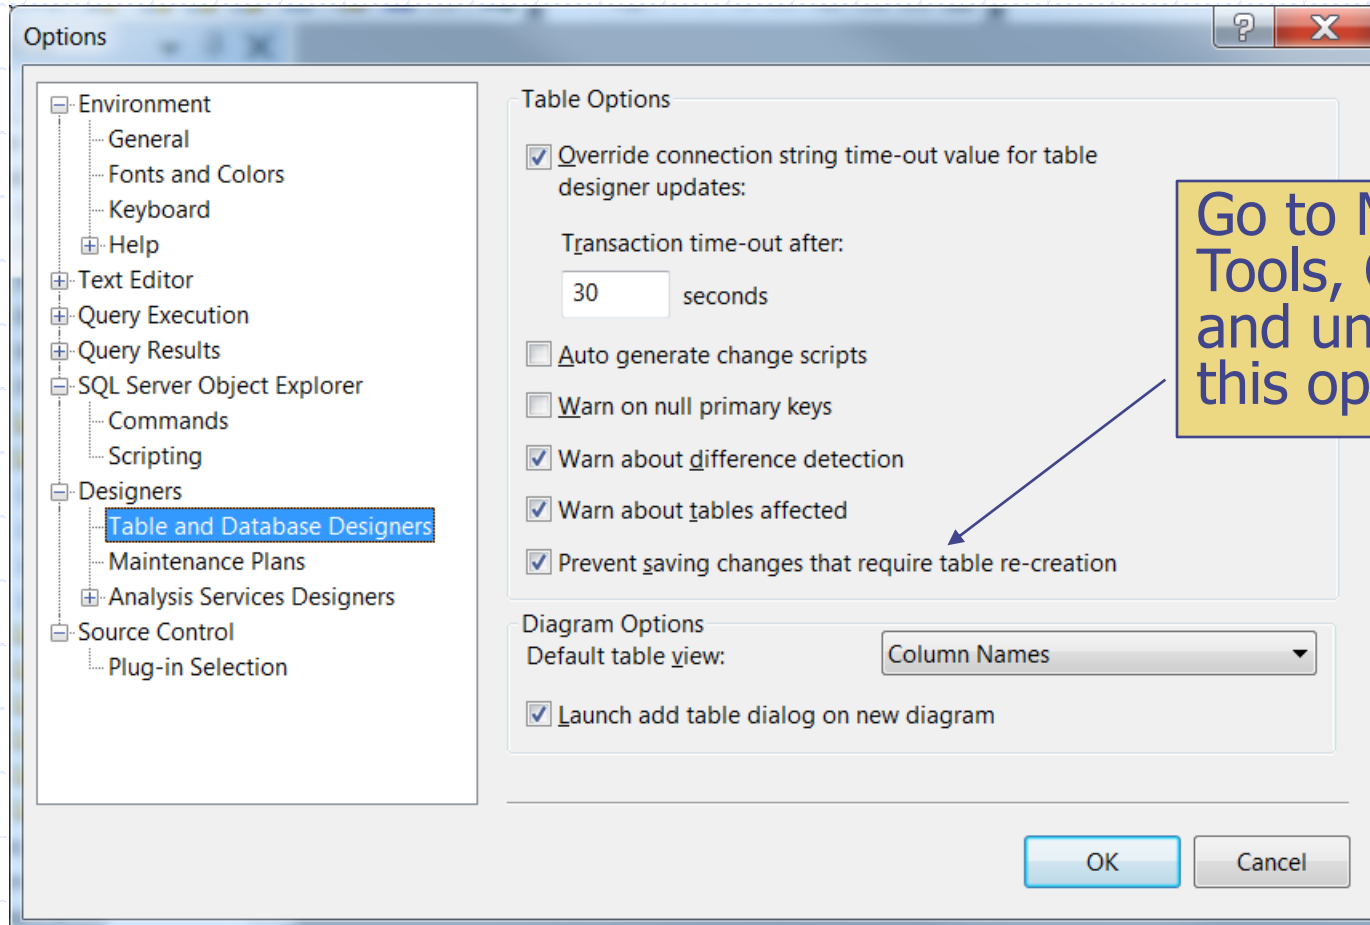 Options
Environment
General
Fonts and Colors
Keyboard
Help
Text Editor
Query Execution
Query Results
SQL Server Object Explorer
Commands
Scripting
Designers
Table and Database Designers
Maintenance Plans
Analysis Services Designers
Source Control
Plug-in Selection
Table Options
Override connection string time-out value for table
designer updates:
Transaction time-out after:
30 seconds
Auto generate change scripts
Warn on null primary keys
Warn about difference detection
Warn about tables affected
Prevent saving changes that require table re-creation
Diagram Options
Default table view: Column Names
Launch add table dialog on new diagram
OK Cancel
Go to
Tools,
and
this